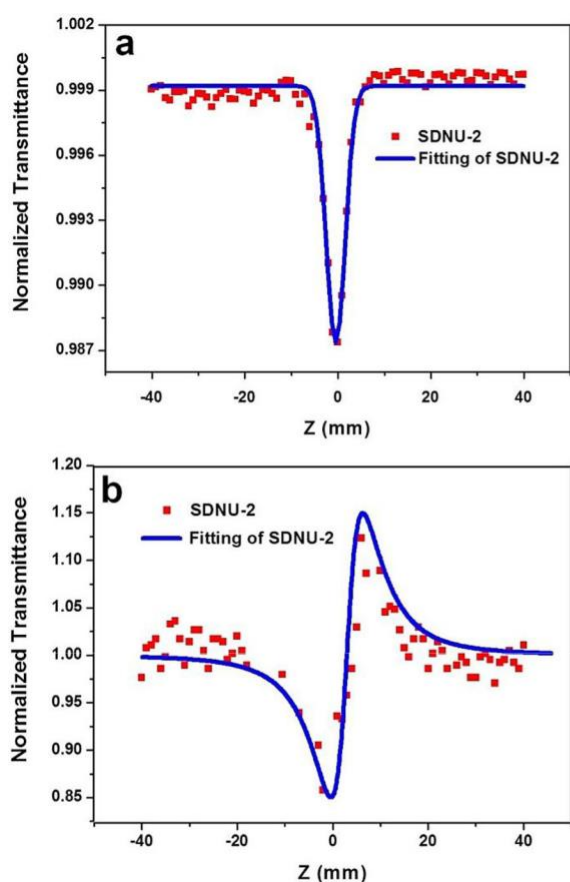 a
1.002
0.999
0.996
0.993
0.990
0.987
Normalized Transmittance
SDNU-2
Fitting of SDNU-2
-40
-20
0
20
40
Z (mm)
b
1.20
1.15
1.10
1.05
1.00
0.95
0.90
0.85
Normalized Transmittance
SDNU-2
Fitting of SDNU-2
-40
-20
0
20
40
Z (mm)